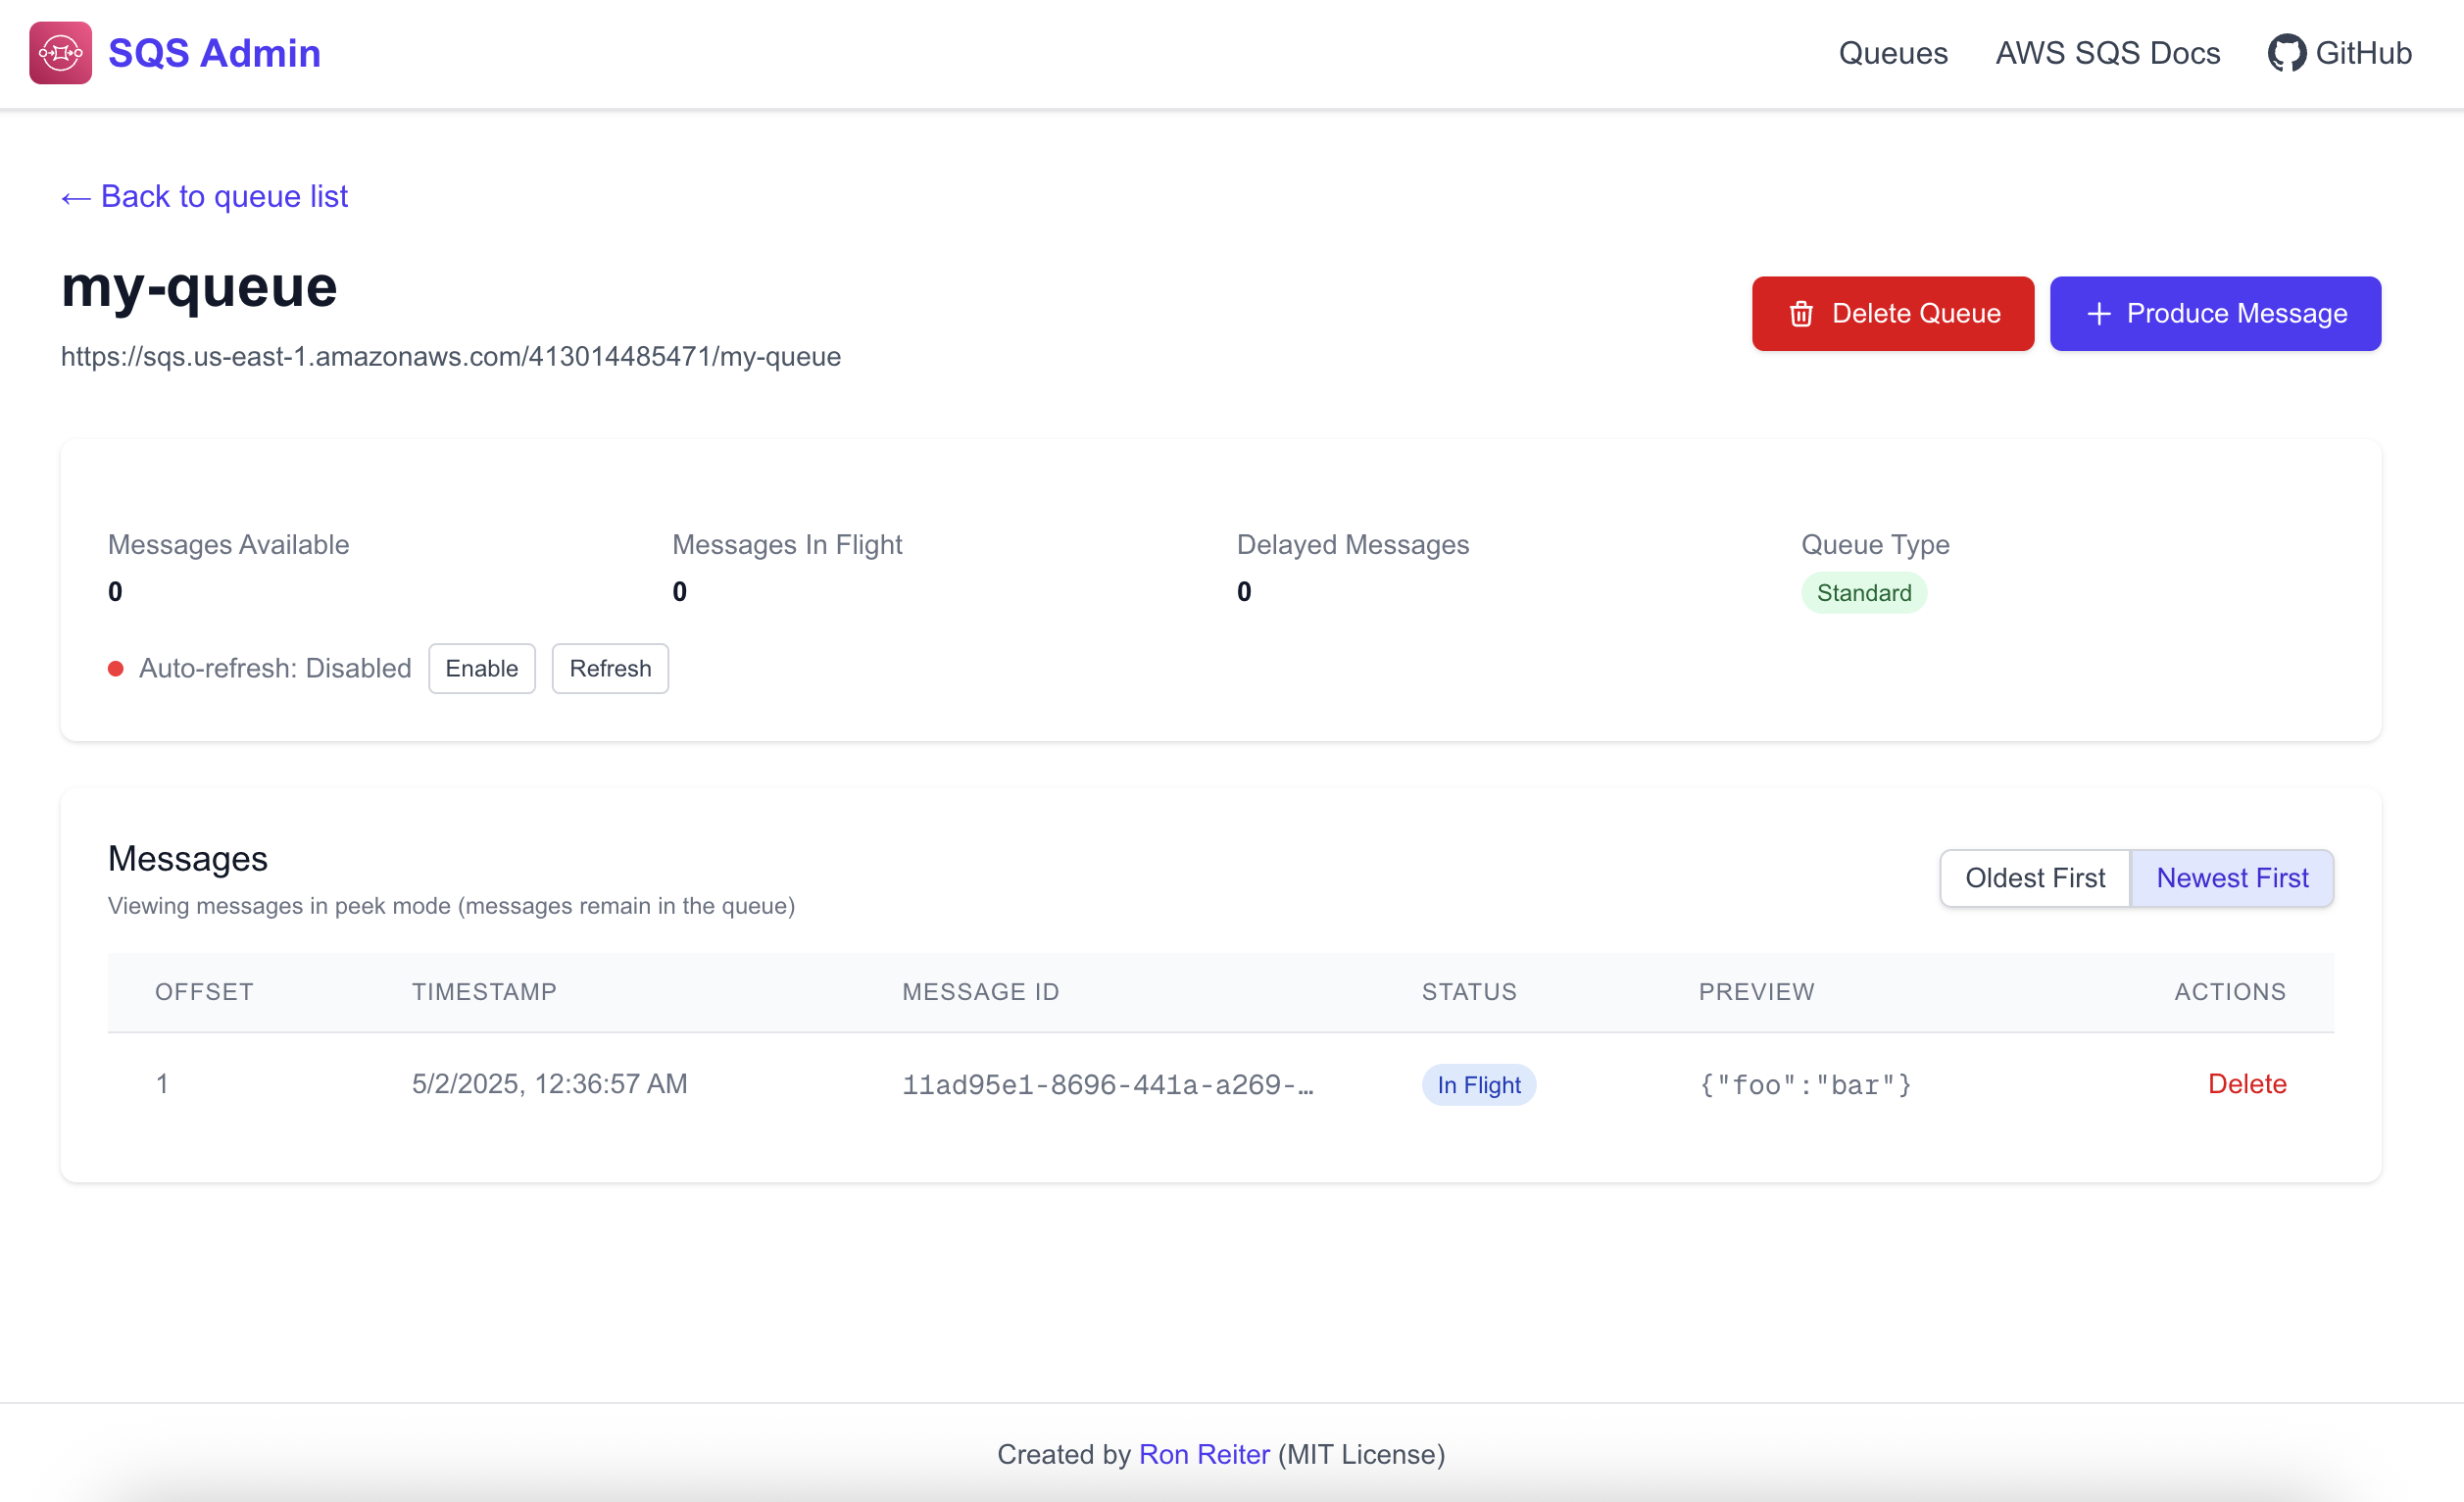 SQS Admin
Queues
AWS SQS Docs
GitHub
← Back to queue list
my-queue
https://sqs.us-east-1.amazonaws.com/413014485471/my-queue
Delete Queue
+ Produce Message
Messages Available
0
Messages In Flight
0
Delayed Messages
0
Queue Type
Standard
Auto-refresh: Disabled
Enable
Refresh
Messages
Viewing messages in peek mode (messages remain in the queue)
Oldest First
Newest First
OFFSET TIMESTAMP MESSAGE ID STATUS PREVIEW ACTIONS
1 5/2/2025, 12:36:57 AM 11ad95e1-8696-441a-a269-… In Flight {"foo":"bar"} Delete
Created by Ron Reiter (MIT License)